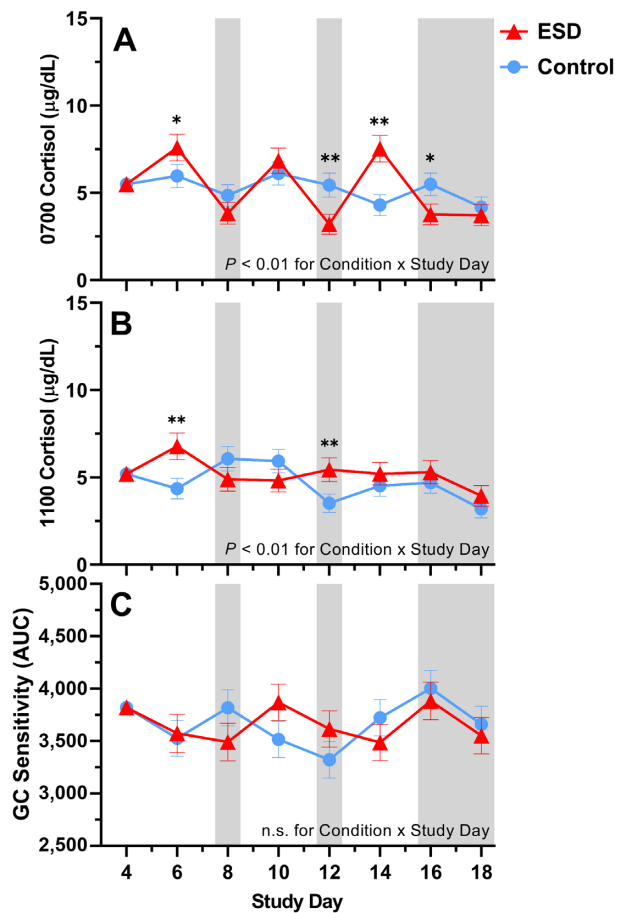 A
ESD
Control
0700 Cortisol (μg/dL)
15
10
5
0
*
**
**
*
P < 0.01 for Condition x Study Day
B
1100 Cortisol (μg/dL)
15
10
5
0
**
**
P < 0.01 for Condition x Study Day
C
GC Sensitivity (AUC)
5,000
4,500
4,000
3,500
3,000
2,500
n.s. for Condition x Study Day
4 6 8 10 12 14 16 18
Study Day